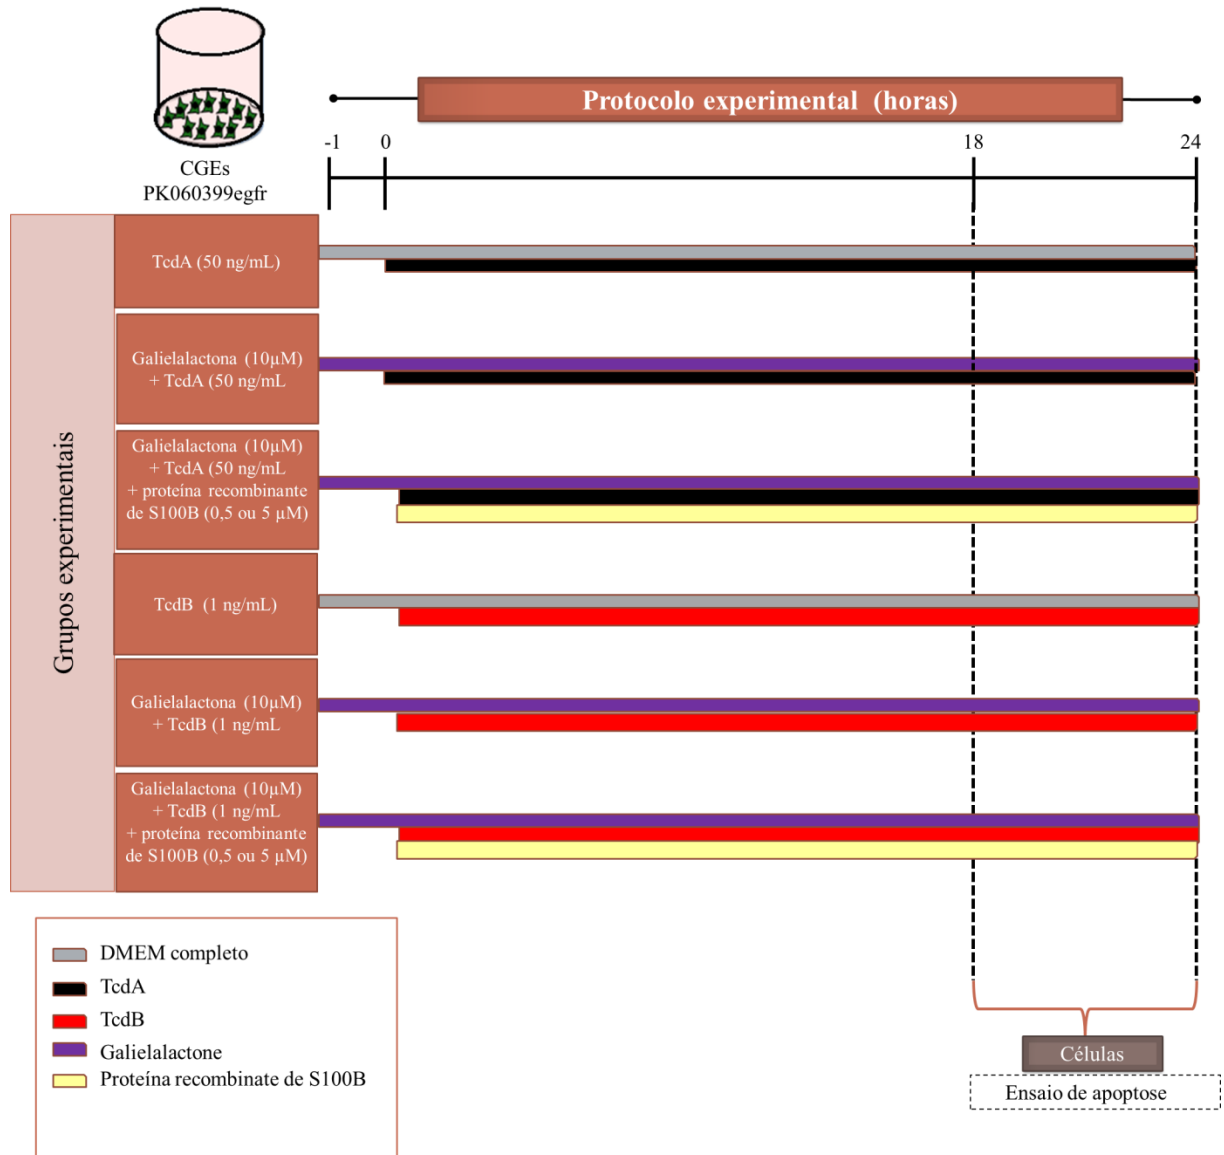 Protocolo experimental (horas)
-1
0
18
24
CGEs
PK060399egfr
Grupos experimentais
TcdA (50 ng/mL)
Galielalactona (10µM)
+ TcdA (50 ng/mL
Galielalactona (10µM)
+ TcdA (50 ng/mL
+ proteína recombinante
de S100B (0,5 ou 5 µM)
TcdB (1 ng/mL)
Galielalactona (10µM)
+ TcdB (1 ng/mL
Galielalactona (10µM)
+ TcdB (1 ng/mL
+ proteína recombinante
de S100B (0,5 ou 5 µM)
DMEM completo
TcdA
TcdB
Galielalactone
Proteína recombinate de S100B
Células
Ensaio de apoptose